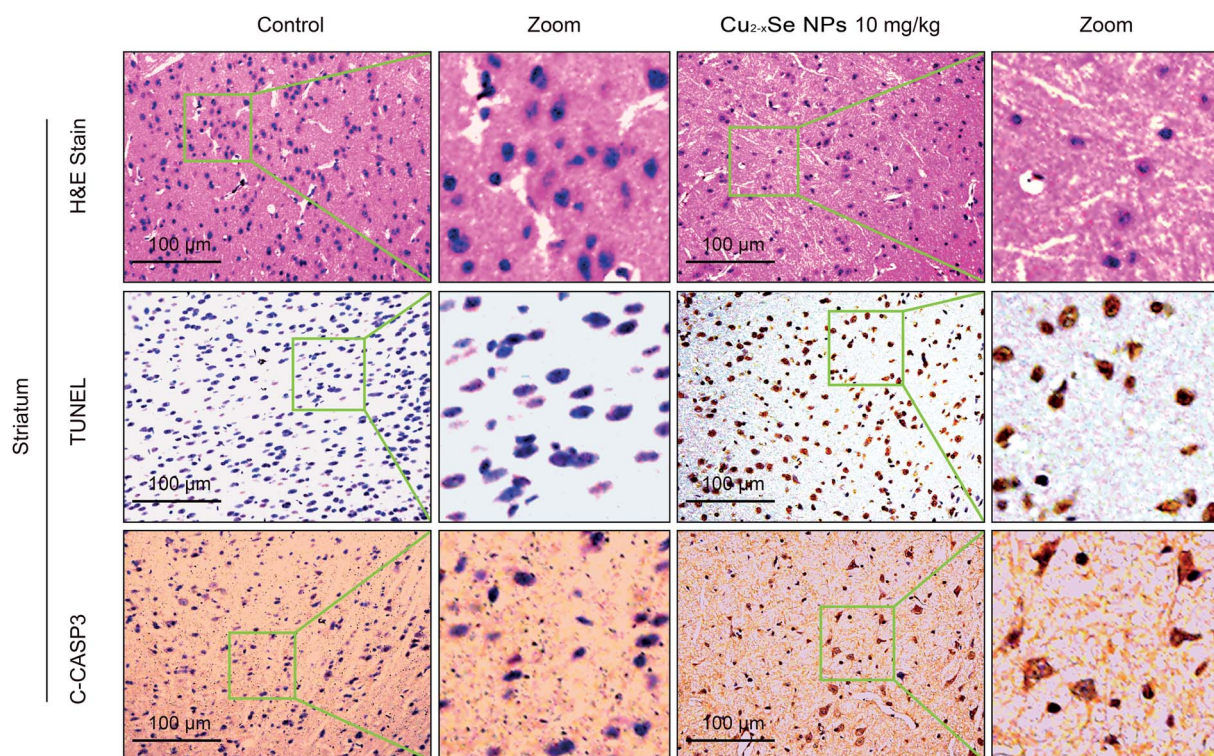 Control Zoom Cu₂₋ₓSe NPs 10 mg/kg Zoom
Striatum
H&E Stain
100 µm
100 µm
TUNEL
100 µm
100 µm
C-CASP3
100 µm
100 µm